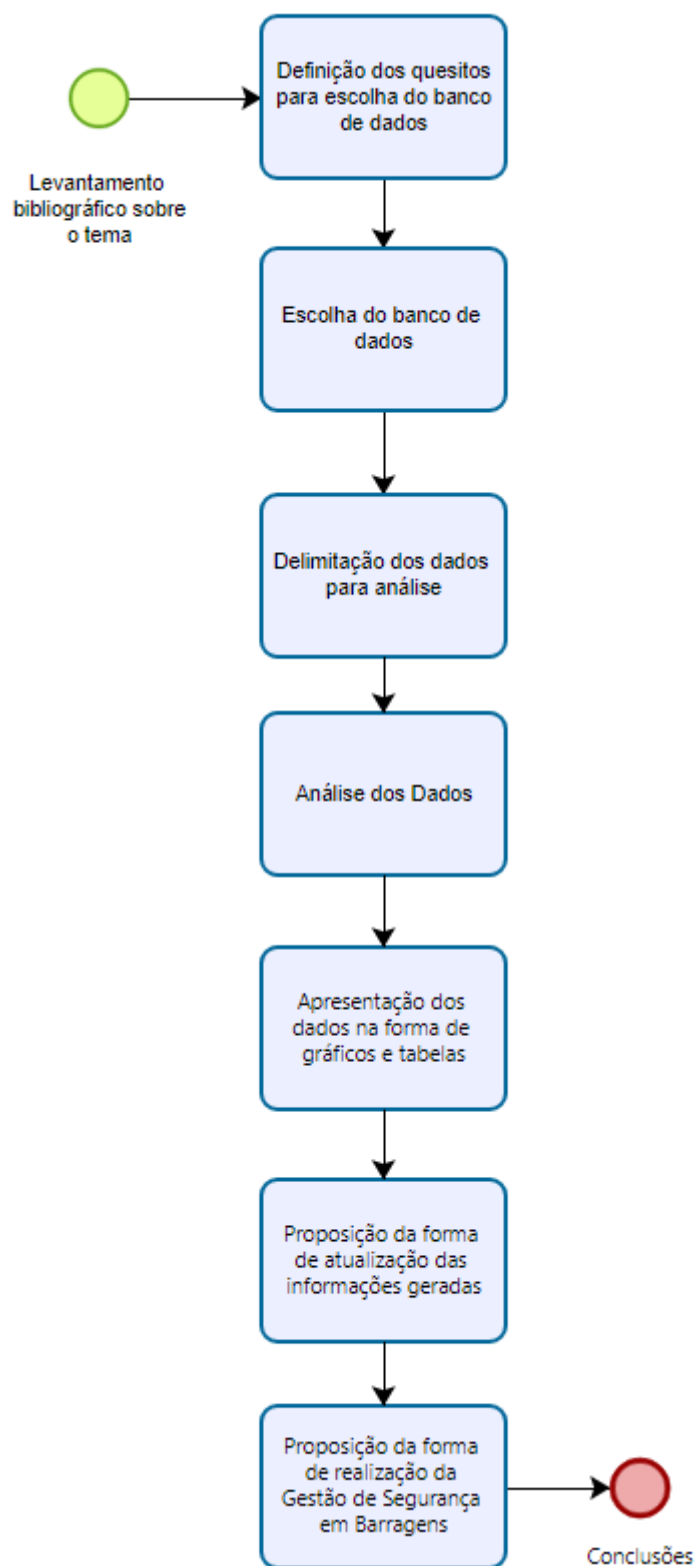 Definição dos quesitos
para escolha do banco
de dados
Levantamento
bibliográfico sobre
o tema
Escolha do banco de
dados
Delimitação dos dados
para análise
Análise dos Dados
Apresentação dos
dados na forma de
gráficos e tabelas
Proposição da forma
de atualização das
informações geradas
Proposição da forma
de realização da
Gestão de Segurança
em Barragens
Conclusões